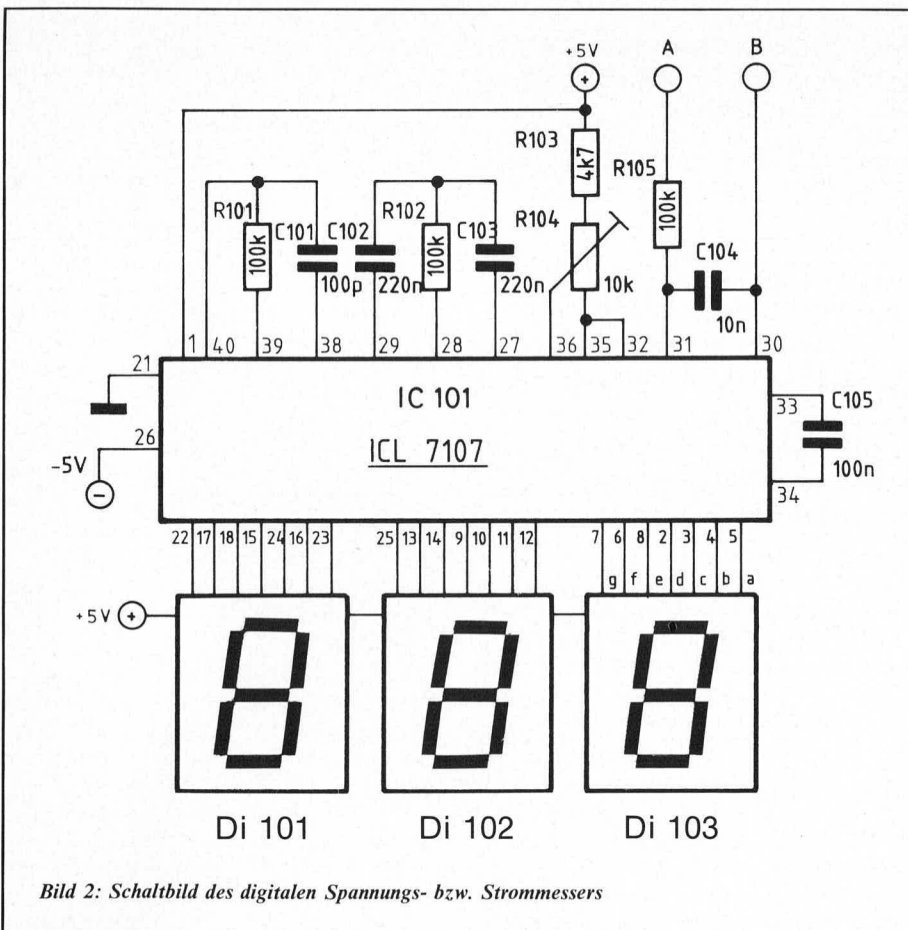 +5V A B
R103 4k7
R105 100k
R104 10k
R101 100k
C101 100p
C102 220n
R102 100k
C103 220n
C104 10n
1 40 39 38 29 28 27 36 35 32 31 30
21
26
-5V
IC 101
ICL 7107
33
C105
100n
34
22 17 18 15 24 16 23 25 13 14 9 10 11 12 7 6 8 2 3 4 5
g f e d c b a
+5V
Di 101 Di 102 Di 103
Bild 2: Schaltbild des digitalen Spannungs- bzw. Strommessers